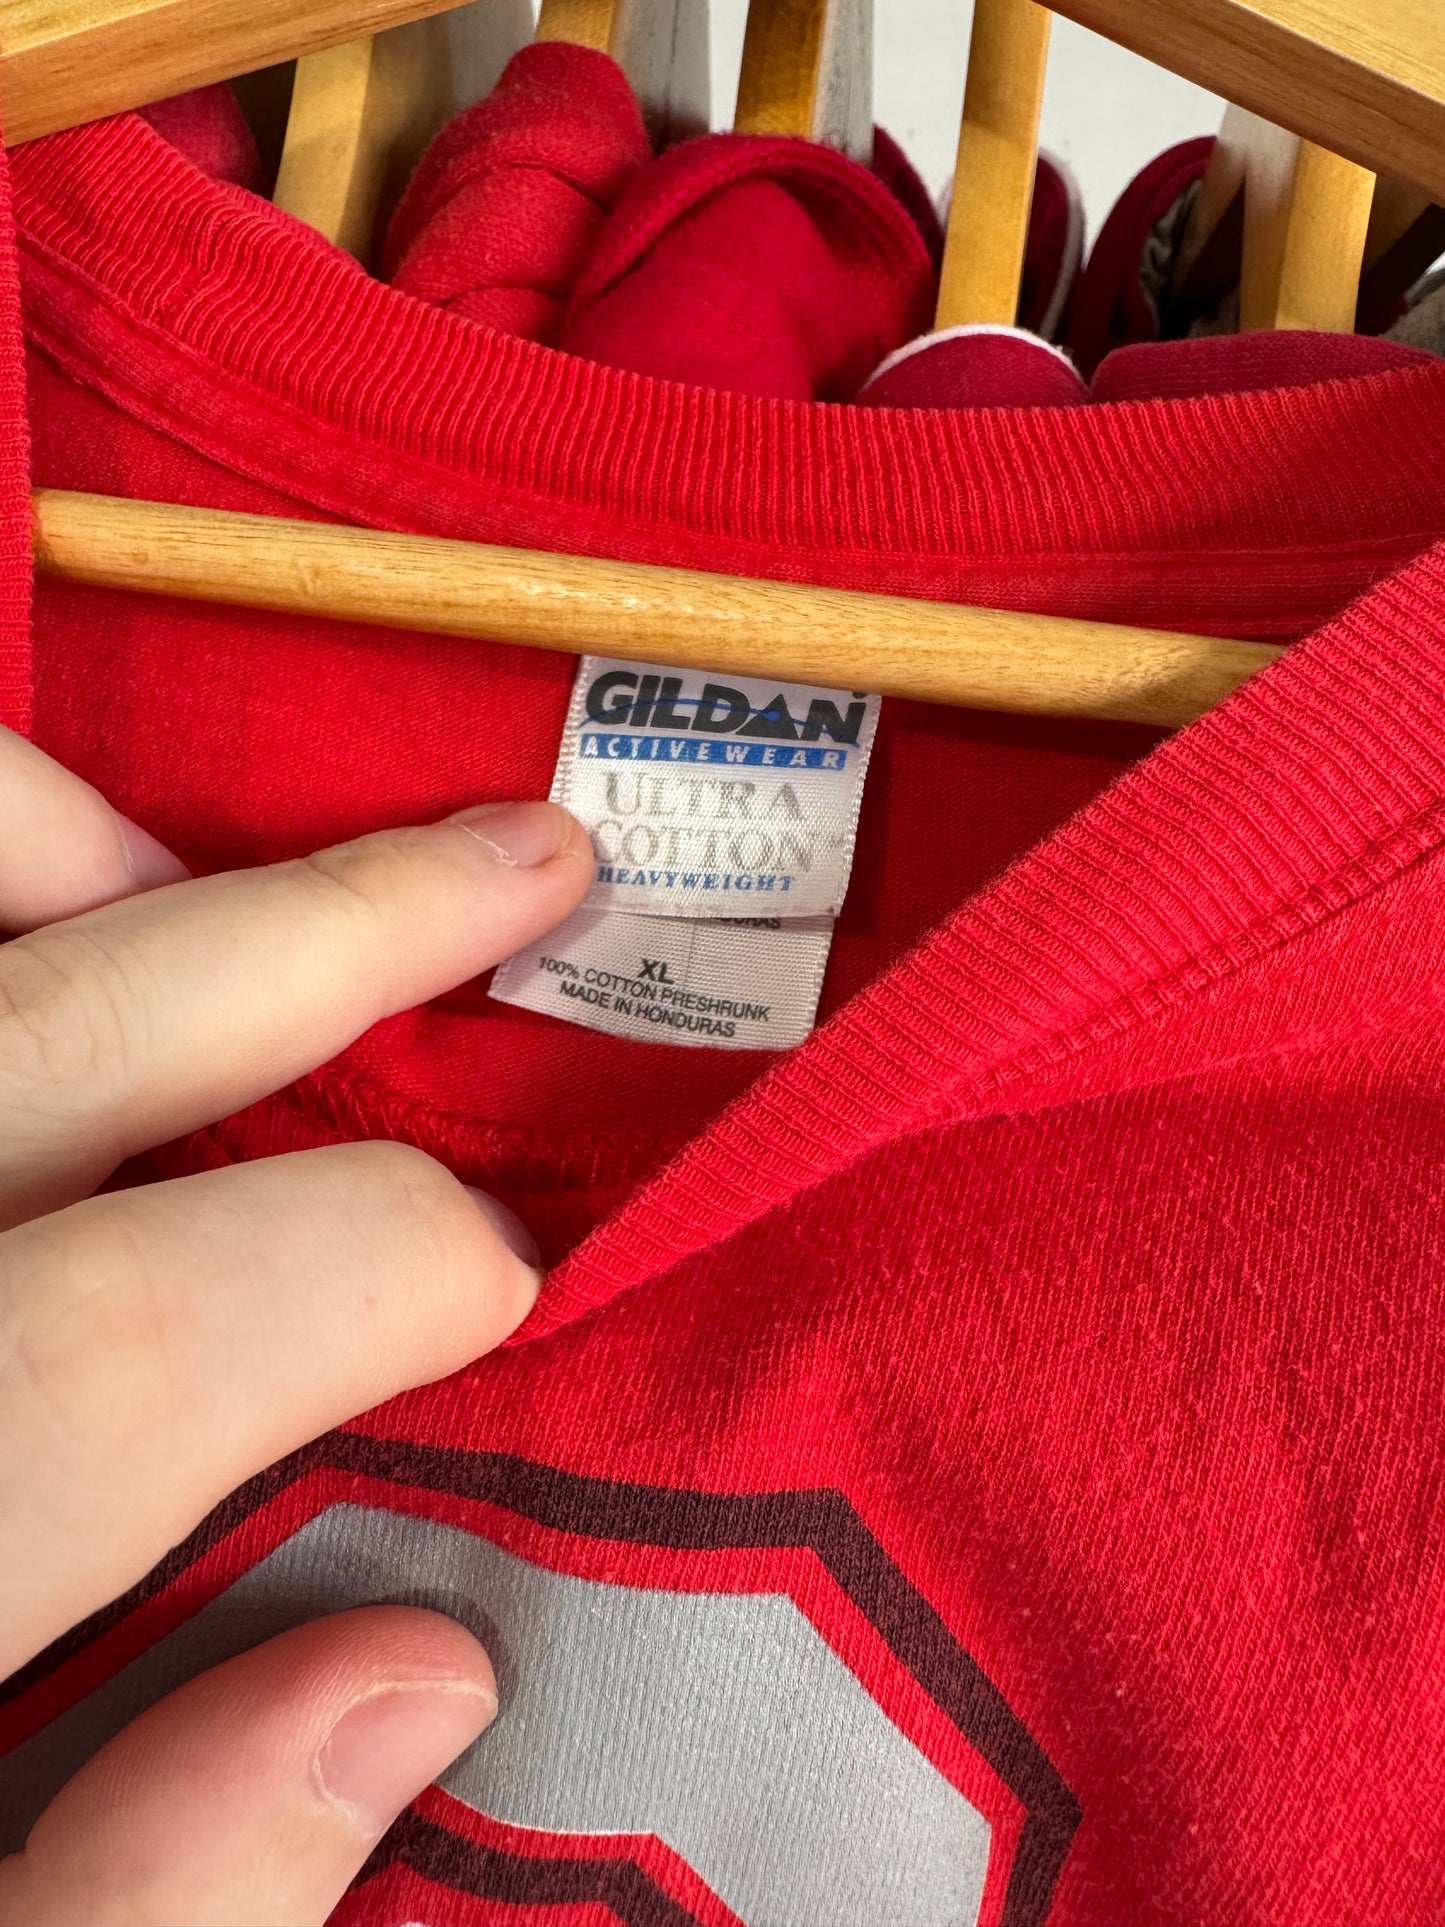 GILDAN
ACTIVEWEAR
ULTRA
COTTON
HEAVYWEIGHT
XL
100% COTTON PRESHRUNK
MADE IN HONDURAS